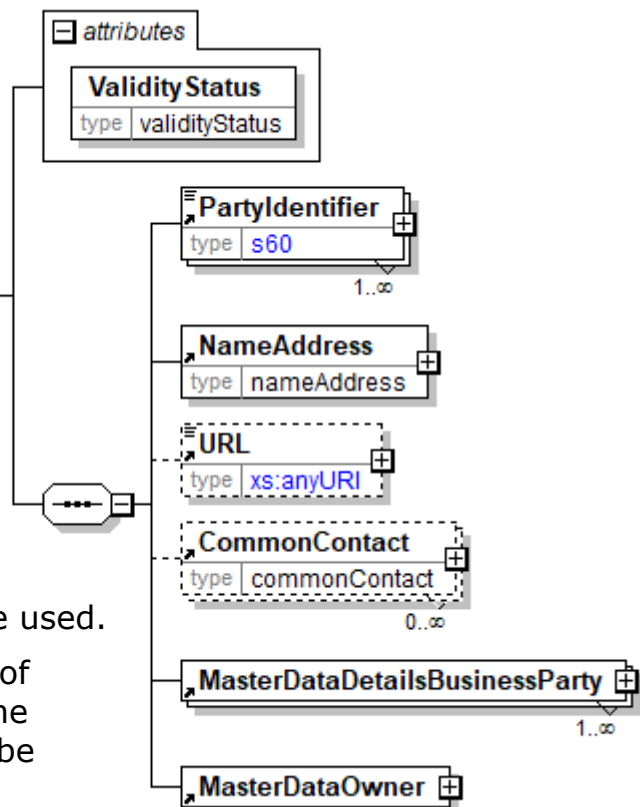 attributes
ValidityStatus
type validityStatus
PartyIdentifier
type s60
1..∞
NameAddress
type nameAddress
URL
type xs:anyURI
CommonContact
type commonContact
0..∞
used.
of
MasterDataDetailsBusinessParty
1..∞
be
MasterDataOwner